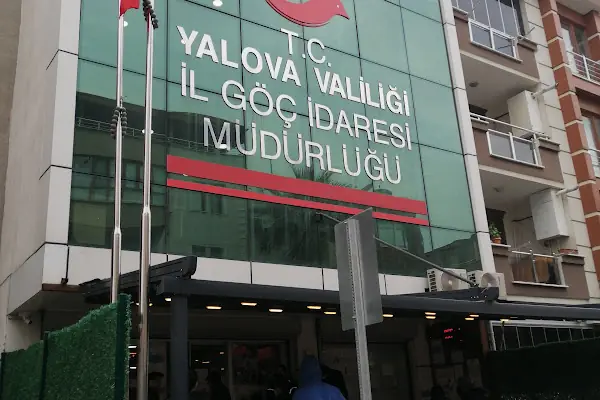 T.C.
YALOVA VALİLİĞİ
İL GÖÇ İDARESİ
MÜDÜRLÜĞÜ